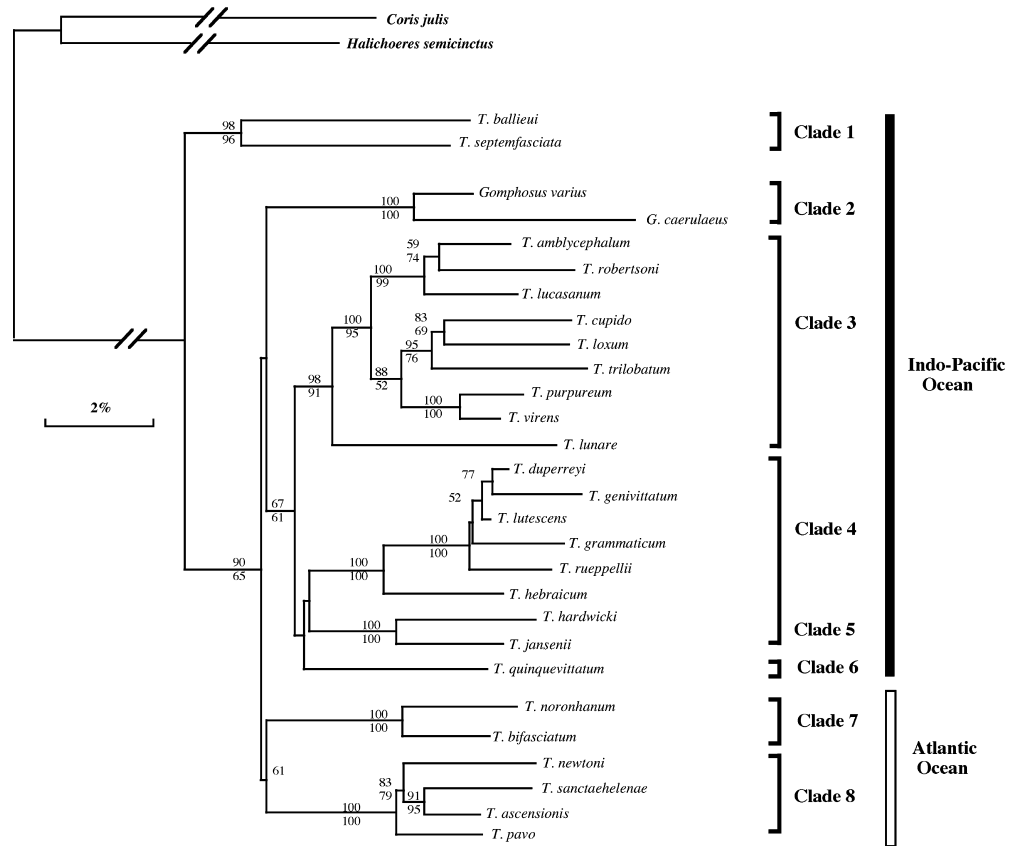 Coris julis
Halichoeres semicinctus
98
96
T. ballieui
T. septemfasciata
Clade 1
100
100
Gomphosus varius
G. caerulaeus
Clade 2
59
74
T. amblycephalum
100
99
T. robertsoni
T. lucasanum
100
95
83
69
T. cupido
Clade 3
95
76
T. loxum
T. trilobatum
88
52
98
91
100
100
T. purpureum
T. virens
T. lunare
Indo-Pacific
Ocean
2%
77
T. duperreyi
52
T. genivittatum
67
61
T. lutescens
Clade 4
100
100
T. grammaticum
90
65
100
100
T. rueppellii
T. hebraicum
100
100
T. hardwicki
Clade 5
T. jansenii
T. quinquevittatum
Clade 6
100
100
T. noronhanum
Clade 7
T. bifasciatum
61
Atlantic
Ocean
T. newtoni
83
79
91
95
T. sanctaehelenae
Clade 8
100
100
T. ascensionis
T. pavo